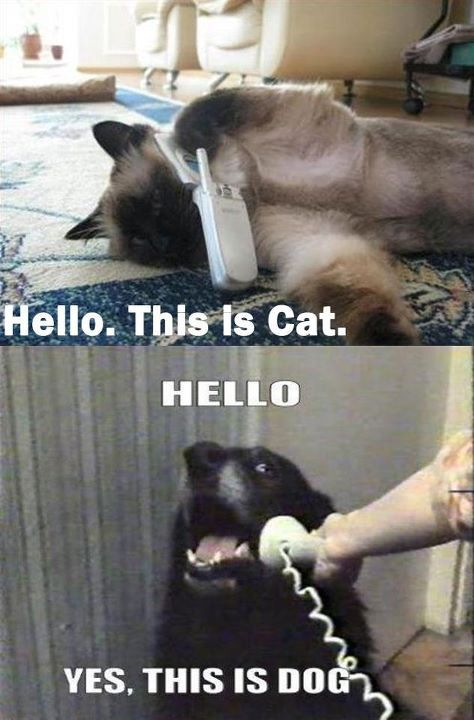 Hello. This is Cat.
HELLO
YES, THIS IS DOG